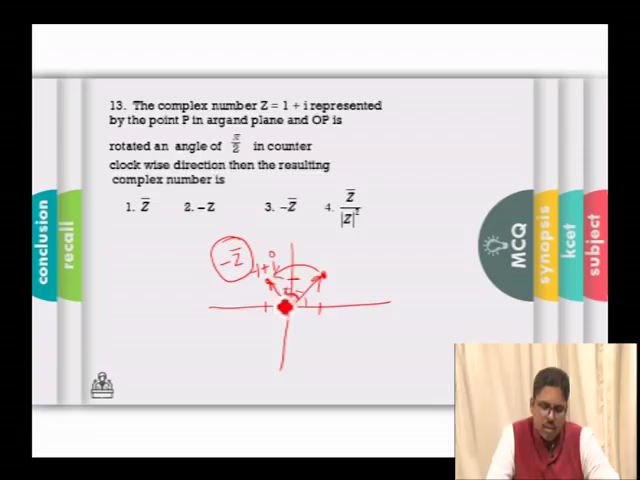 13. The complex number Z = 1 + i represented
by the point P in argand plane and OP is
rotated an angle of π/2 in counter
clock wise direction then the resulting
complex number is
1. Z̅ 2. –Z 3. -Z̅ 4. Z̅/|Z|²
-Z̅
-1+i
conclusion
recall
MCQ
synopsis
kcet
subject